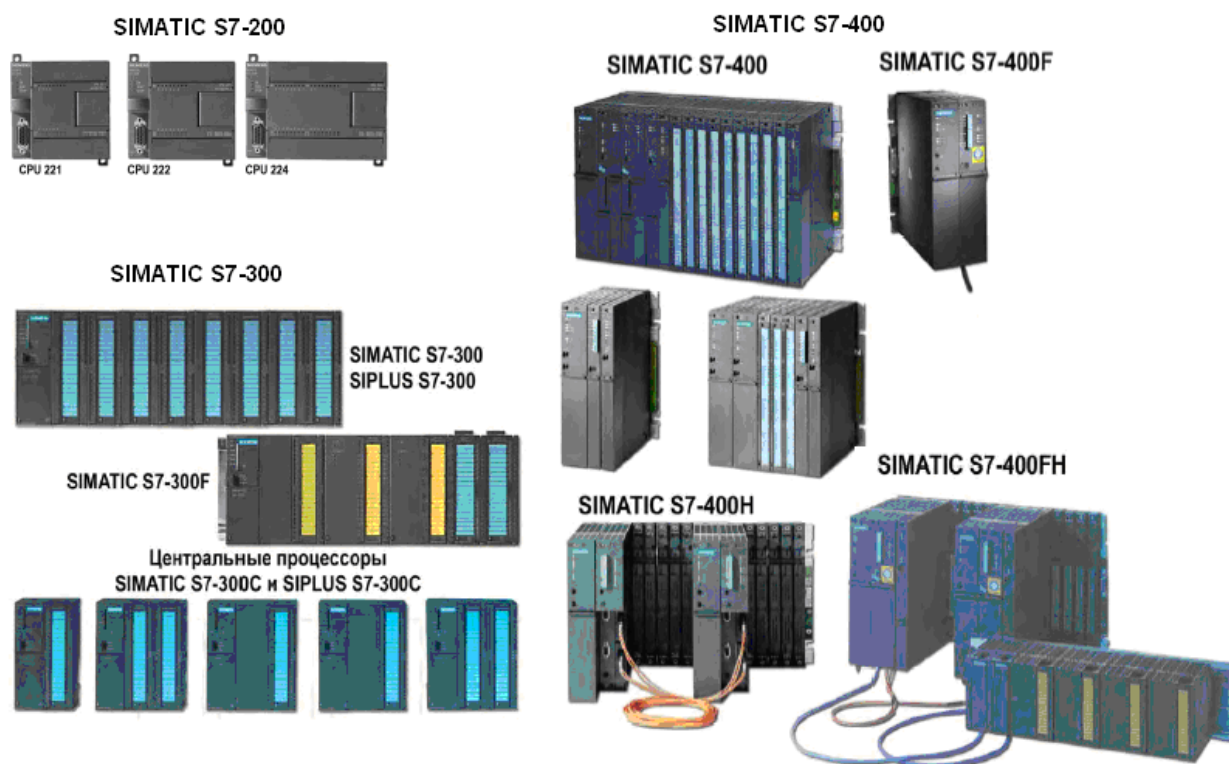 SIMATIC S7-200
CPU 221
CPU 222
CPU 224
SIMATIC S7-300
SIMATIC S7-300
SIPLUS S7-300
SIMATIC S7-300F
Центральные процессоры
SIMATIC S7-300C и SIPLUS S7-300C
SIMATIC S7-400
SIMATIC S7-400
SIMATIC S7-400F
SIMATIC S7-400H
SIMATIC S7-400FH